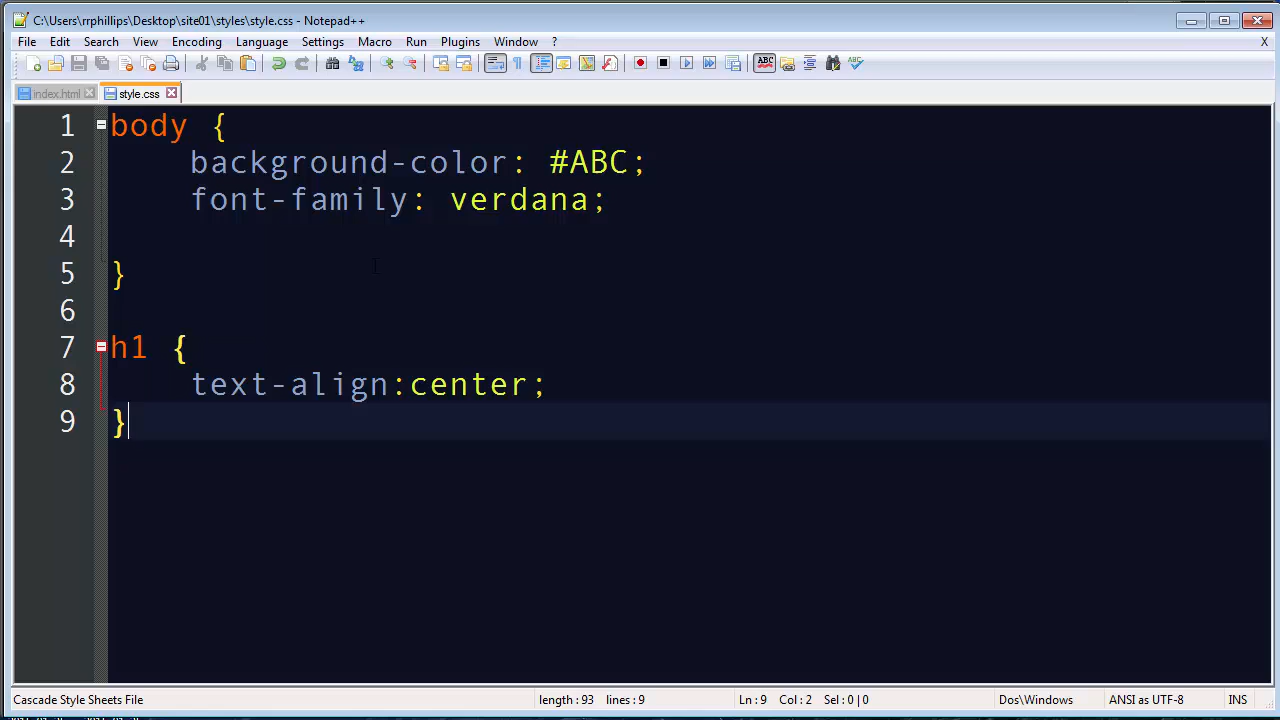 C:\Users\rrphillips\Desktop\site01\styles\style.css - Notepad++
File Edit Search View Encoding Language Settings Macro Run Plugins Window ? X
index.html style.css
1 body {
2 background-color: #ABC;
3 font-family: verdana;
4
5 }
6
7 h1 {
8 text-align:center;
9 }
Cascade Style Sheets File length : 93 lines : 9 Ln : 9 Col : 2 Sel : 0 | 0 Dos\Windows ANSI as UTF-8 INS